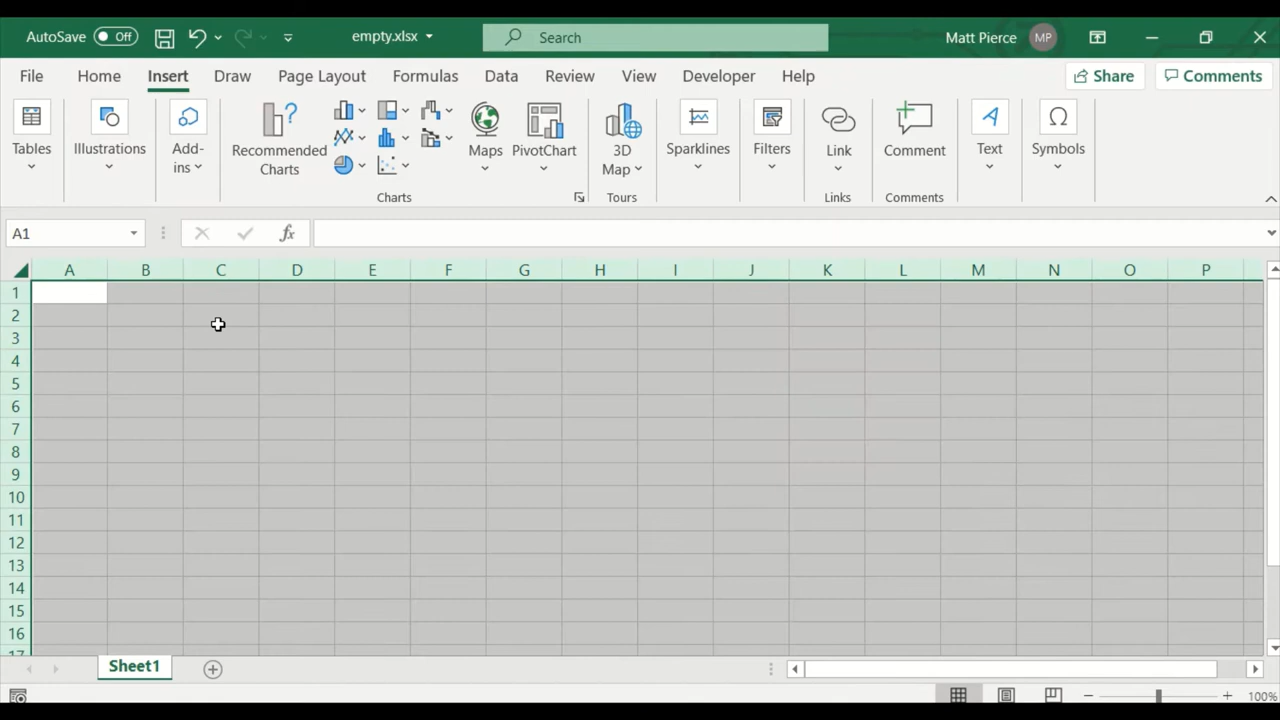 AutoSave Off empty.xlsx Search Matt Pierce MP
File Home Insert Draw Page Layout Formulas Data Review View Developer Help Share Comments
Tables Illustrations Add-ins Recommended Charts Maps PivotChart 3D Map Sparklines Filters Link Comment Text Symbols
Charts Tours Links Comments
A1 fx
A B C D E F G H I J K L M N O P
1
2
3
4
5
6
7
8
9
10
11
12
13
14
15
16
17
Sheet1
100%